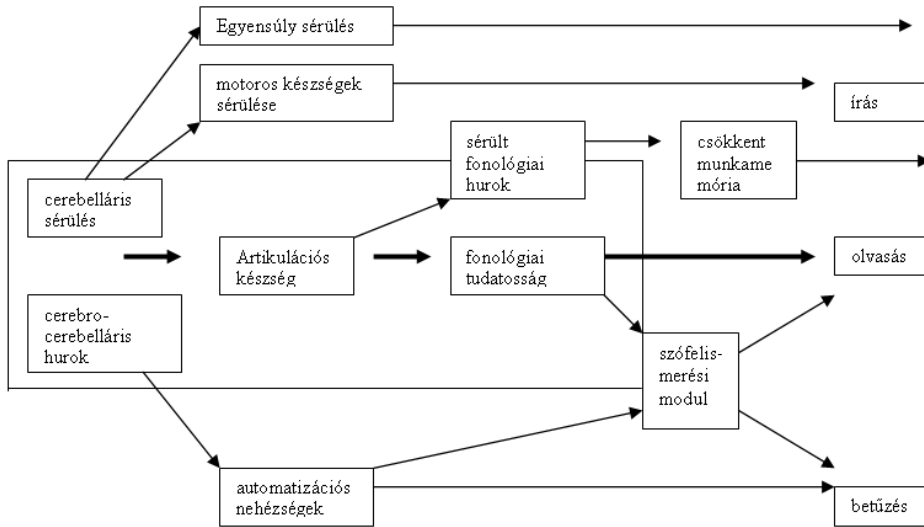 Egyensúly sérülés
motoros készségek
sérülése
írás
sérült
fonológiai
hurok
csökkent
munkame
mória
cerebelláris
sérülés
Artikulációs
készség
fonológiai
tudatosság
olvasás
cerebro-
cerebelláris
hurok
szófelis-
merési
modul
automatizációs
nehézségek
betűzés